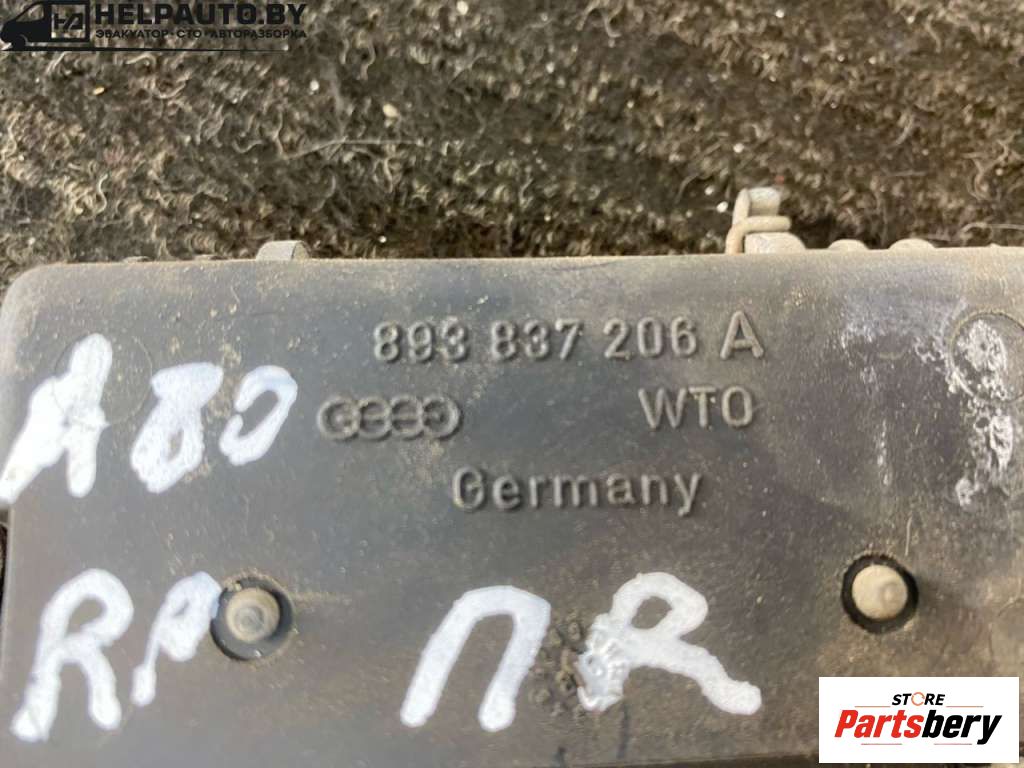 HELPAUTO.BY
ЭВАКУАТОР·СТО·АВТОРАЗБОРКА
893 837 206 A
WTO
Germany
A80
RP ПR
STORE
Partsbery